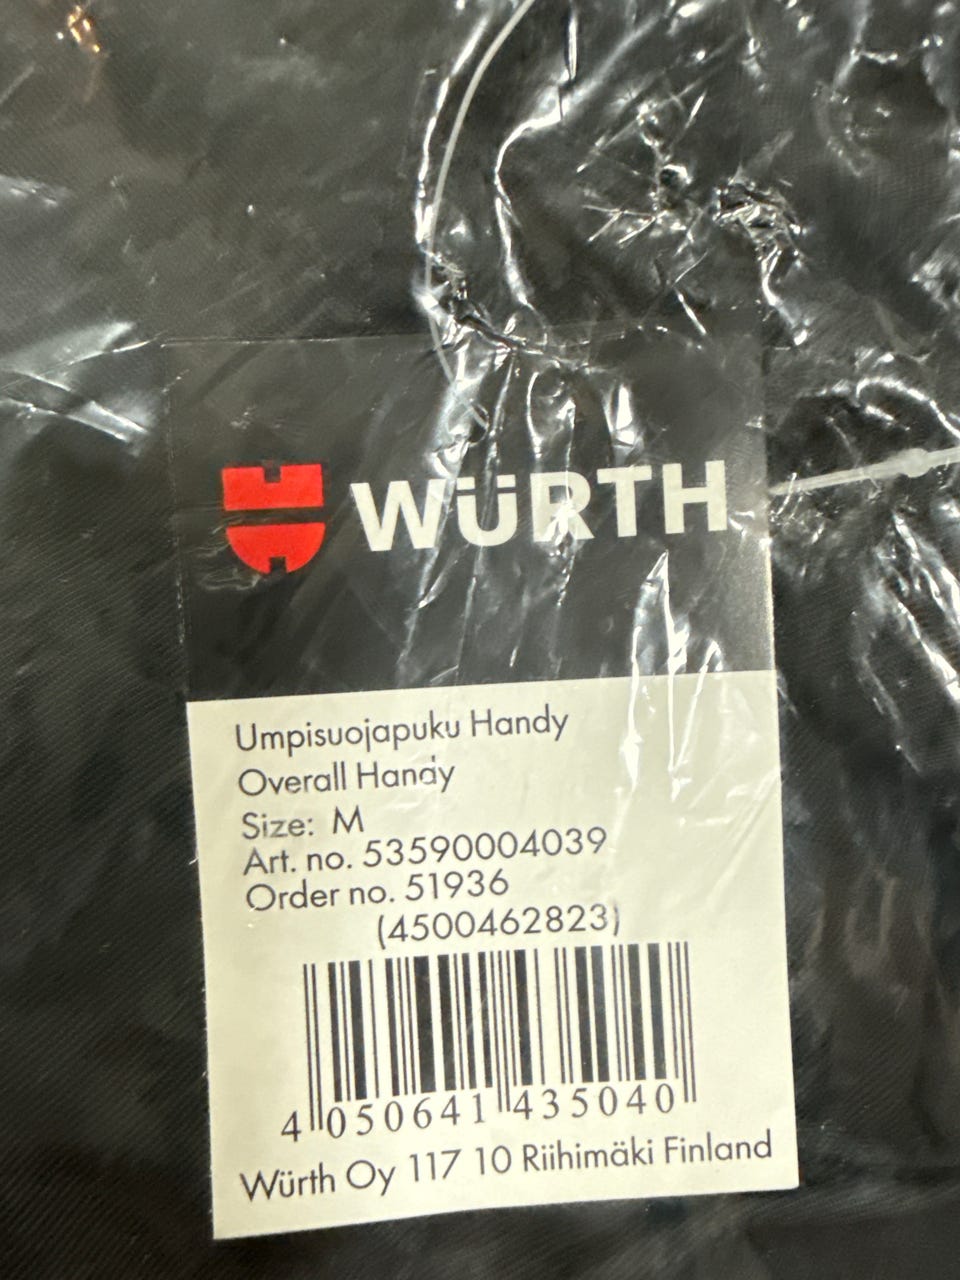 WÜRTH
Umpisuojapuku Handy
Overall Handy
Size: M
Art. no. 53590004039
Order no. 51936
(4500462823)
4 050641 435040
Würth Oy 117 10 Riihimäki Finland